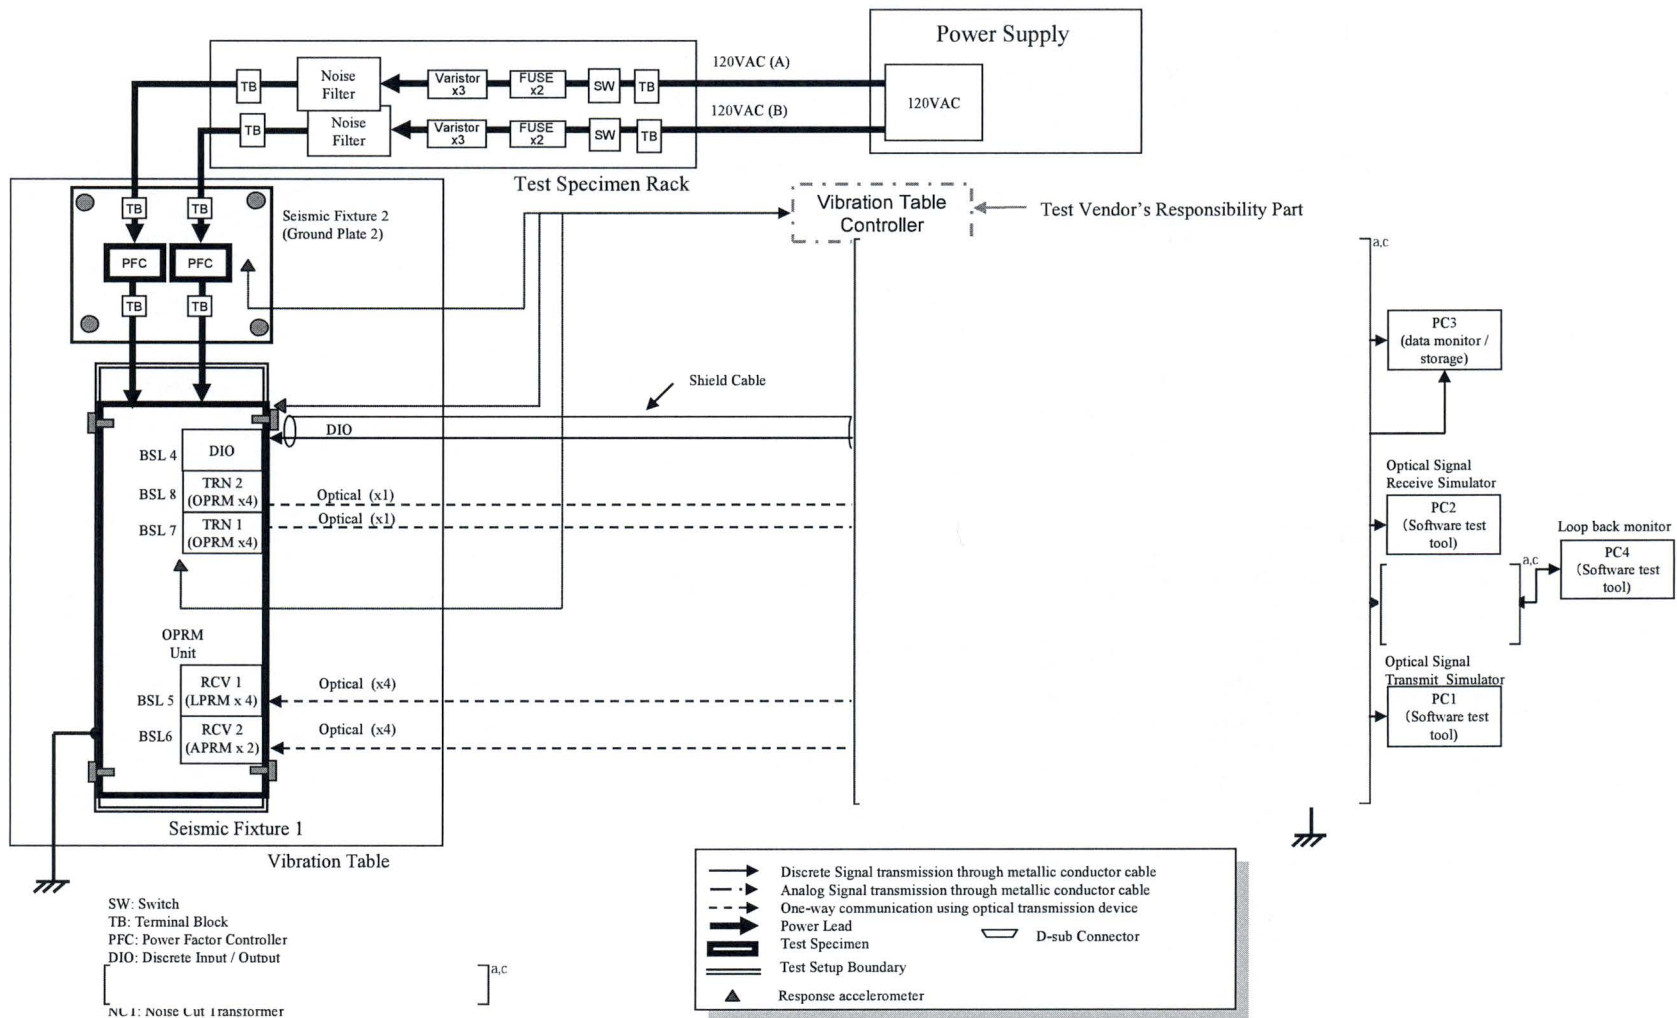 Power Supply
120VAC
120VAC (A)
120VAC (B)
TB
Noise
Filter
Varistor
x3
FUSE
x2
SW
TB
TB
Noise
Filter
Varistor
x3
FUSE
x2
SW
TB
Test Specimen Rack
TB
TB
Seismic Fixture 2
(Ground Plate 2)
PFC
PFC
TB
TB
Vibration Table
Controller
Test Vendor's Responsibility Part
a,c
PC3
(data monitor /
storage)
Shield Cable
DIO
BSL 4
DIO
BSL 8
TRN 2
(OPRM x4)
Optical (x1)
BSL 7
TRN 1
(OPRM x4)
Optical (x1)
Optical Signal
Receive Simulator
PC2
(Software test
tool)
Loop back monitor
PC4
(Software test
tool)
a,c
OPRM
Unit
BSL 5
RCV 1
(LPRM x 4)
Optical (x4)
BSL6
RCV 2
(APRM x 2)
Optical (x4)
Optical Signal
Transmit Simulator
PC1
(Software test
tool)
Seismic Fixture 1
Vibration Table
SW: Switch
TB: Terminal Block
PFC: Power Factor Controller
DIO: Discrete Input / Output
a,c
NCT: Noise Cut Transformer
Discrete Signal transmission through metallic conductor cable
Analog Signal transmission through metallic conductor cable
One-way communication using optical transmission device
Power Lead
D-sub Connector
Test Specimen
Test Setup Boundary
Response accelerometer